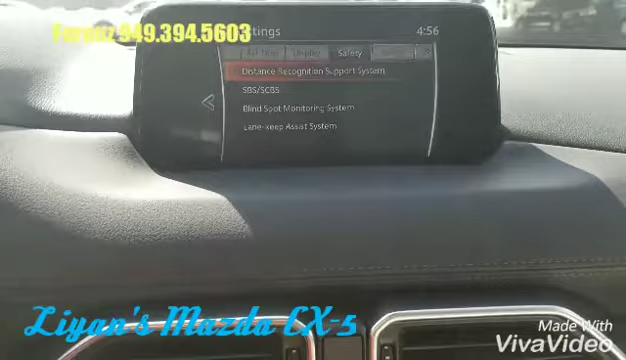 Ferouz 949.394.5603
ttings 4:56
Display Safety
Distance Recognition Support System
SBS/SCBS
Blind Spot Monitoring System
Lane-keep Assist System
Liyan's Mazda CX-5
Made With
VivaVideo